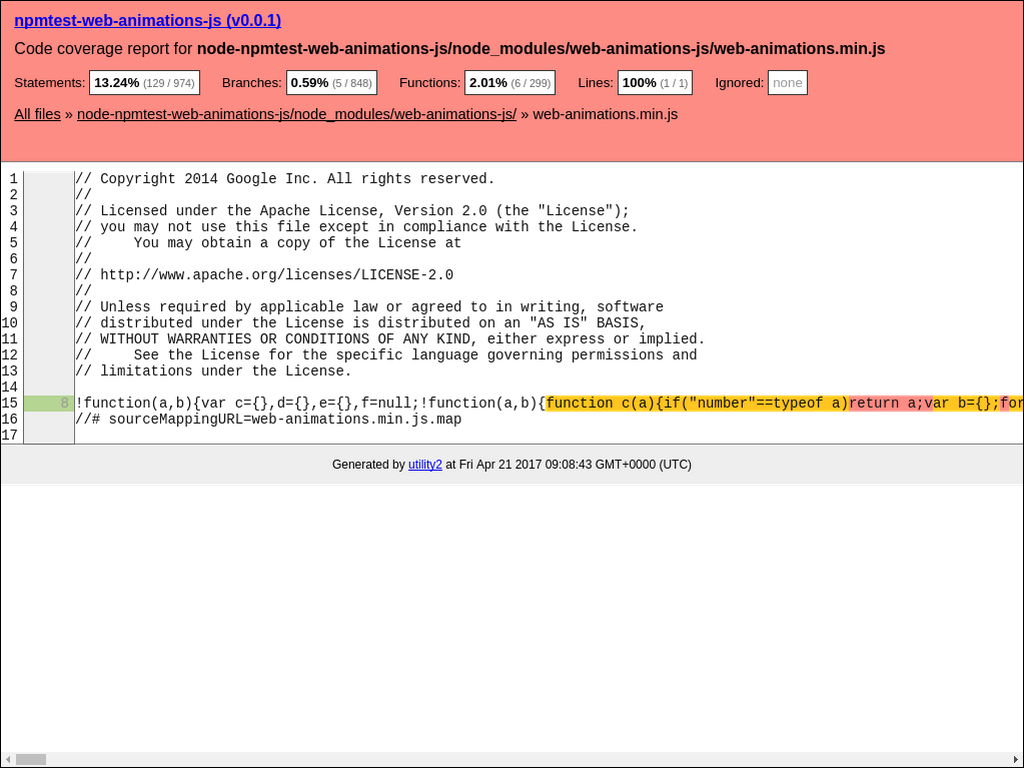 npmtest-web-animations-js (v0.0.1)
Code coverage report for node-npmtest-web-animations-js/node_modules/web-animations-js/web-animations.min.js
Statements: 13.24% (129 / 974) Branches: 0.59% (5 / 848) Functions: 2.01% (6 / 299) Lines: 100% (1 / 1) Ignored: none
All files » node-npmtest-web-animations-js/node_modules/web-animations-js/ » web-animations.min.js
1 // Copyright 2014 Google Inc. All rights reserved.
2 //
3 // Licensed under the Apache License, Version 2.0 (the "License");
4 // you may not use this file except in compliance with the License.
5 //     You may obtain a copy of the License at
6 //
7 // http://www.apache.org/licenses/LICENSE-2.0
8 //
9 // Unless required by applicable law or agreed to in writing, software
10 // distributed under the License is distributed on an "AS IS" BASIS,
11 // WITHOUT WARRANTIES OR CONDITIONS OF ANY KIND, either express or implied.
12 //     See the License for the specific language governing permissions and
13 // limitations under the License.
14
15 8 !function(a,b){var c={},d={},e={},f=null;!function(a,b){function c(a){if("number"==typeof a)return a;var b={};for
16 //# sourceMappingURL=web-animations.min.js.map
17
Generated by utility2 at Fri Apr 21 2017 09:08:43 GMT+0000 (UTC)